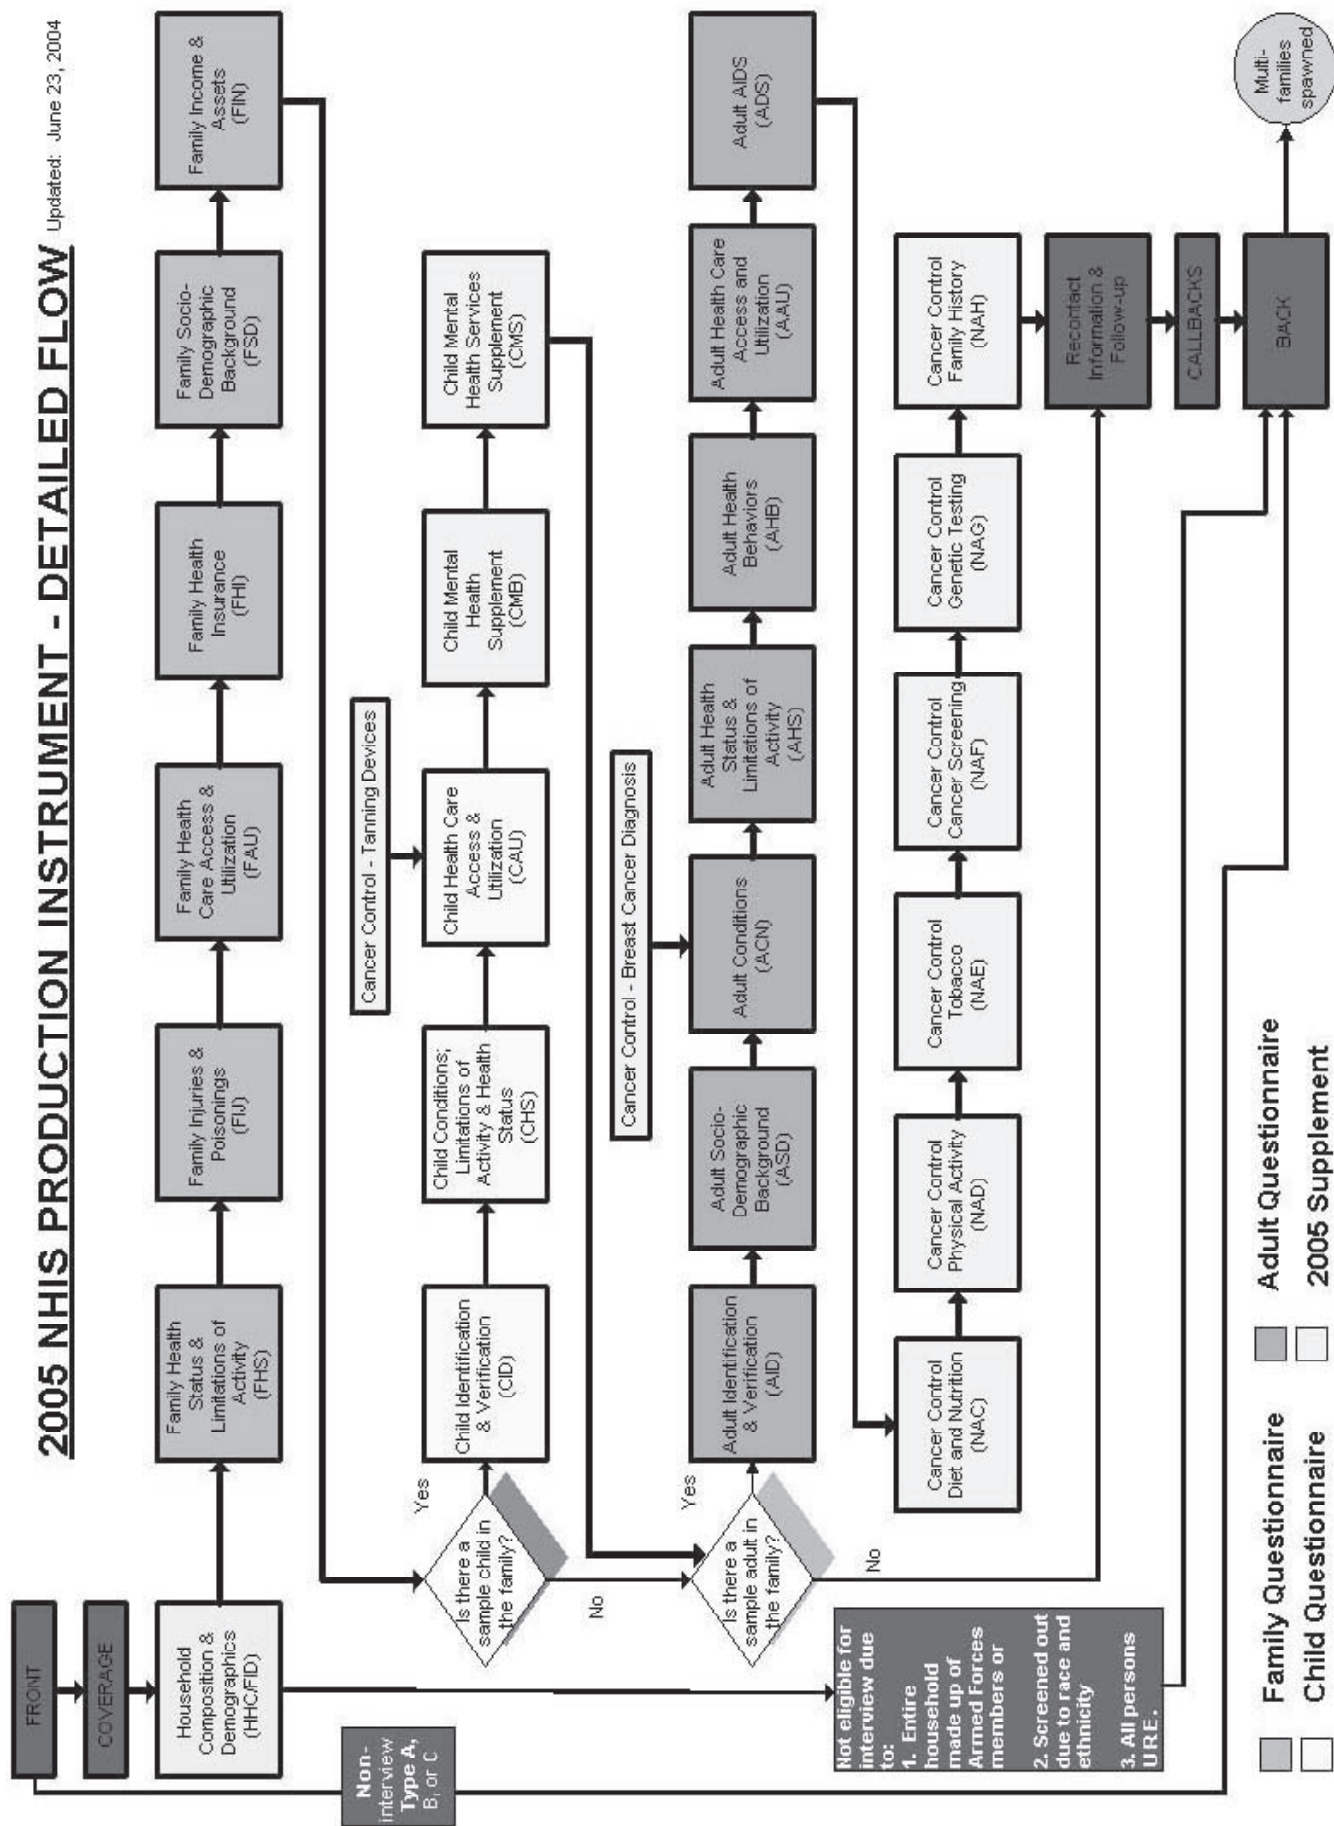 2005 NHIS PRODUCTION INSTRUMENT - DETAILED FLOW
Updated: June 23, 2004
FRONT
COVERAGE
Household
Composition &
Demographics
(HHC/FID)
Family Health
Status &
Limitations of
Activity
(FHS)
Family Injuries &
Poisonings
(FIJ)
Family Health
Care Access &
Utilization
(FAU)
Family Health
Insurance
(FHI)
Family Socio-
Demographic
Background
(FSD)
Family Income &
Assets
(FIN)
Non-
interview
Type A,
B, or C
Cancer Control - Tanning Devices
Is there a
sample child in
the family?
Yes
No
Child Identification
& Verification
(CID)
Child Conditions;
Limitations of
Activity & Health
Status
(CHS)
Child Health Care
Access &
Utilization
(CAU)
Child Mental
Health
Supplement
(CMB)
Child Mental
Health Services
Supplement
(CMS)
Cancer Control - Breast Cancer Diagnosis
Is there a
sample adult in
the family?
Yes
No
Adult Identification
& Verification
(AID)
Adult Socio-
Demographic
Background
(ASD)
Adult Conditions
(ACN)
Adult Health
Status &
Limitations of
Activity
(AHS)
Adult Health
Behaviors
(AHB)
Adult Health Care
Access and
Utilization
(AAU)
Adult AIDS
(ADS)
Not eligible for
interview due
to:
1. Entire
household
made up of
Armed Forces
members or
2. Screened out
due to race and
ethnicity
3. All persons
URE.
Cancer Control
Diet and Nutrition
(NAC)
Cancer Control
Physical Activity
(NAD)
Cancer Control
Tobacco
(NAE)
Cancer Control
Cancer Screening
(NAF)
Cancer Control
Genetic Testing
(NAG)
Cancer Control
Family History
(NAH)
Recontact
Information &
Follow-up
CALLBACKS
BACK
Multi-
families
spawned
Family Questionnaire
Adult Questionnaire
Child Questionnaire
2005 Supplement